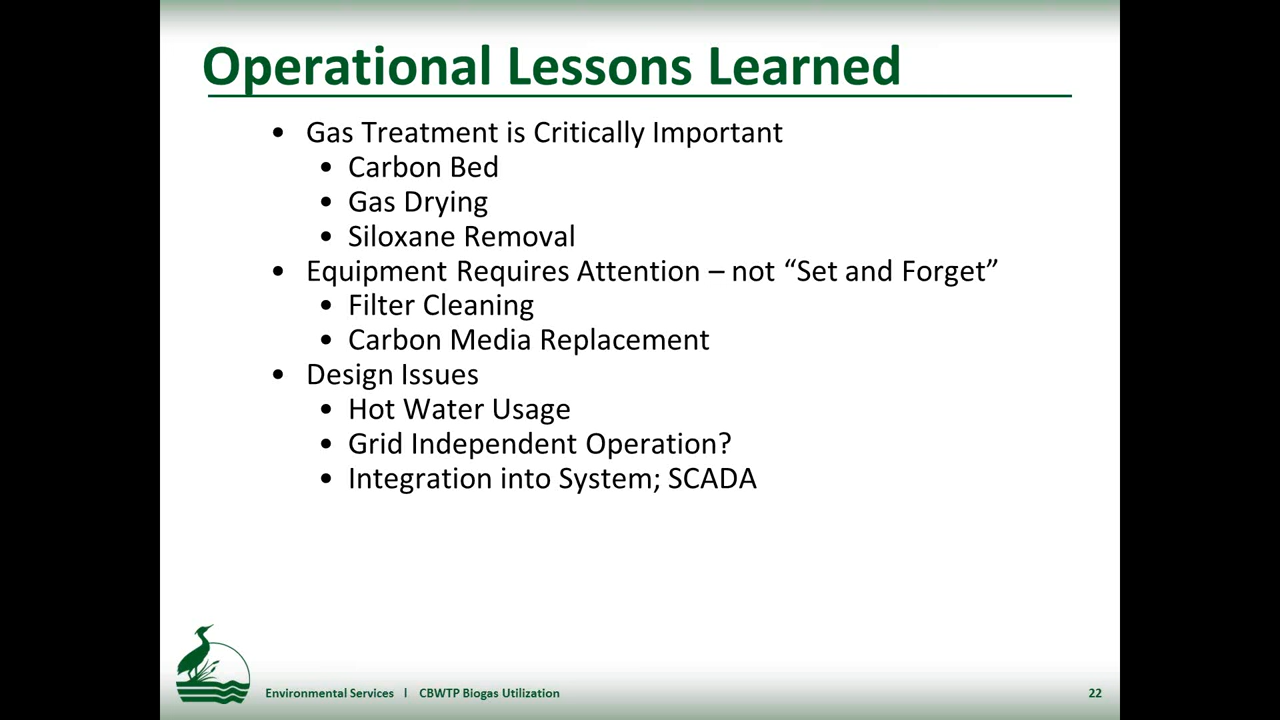 Operational Lessons Learned
• Gas Treatment is Critically Important
• Carbon Bed
• Gas Drying
• Siloxane Removal
• Equipment Requires Attention – not “Set and Forget”
• Filter Cleaning
• Carbon Media Replacement
• Design Issues
• Hot Water Usage
• Grid Independent Operation?
• Integration into System; SCADA
Environmental Services I CBWTP Biogas Utilization 22